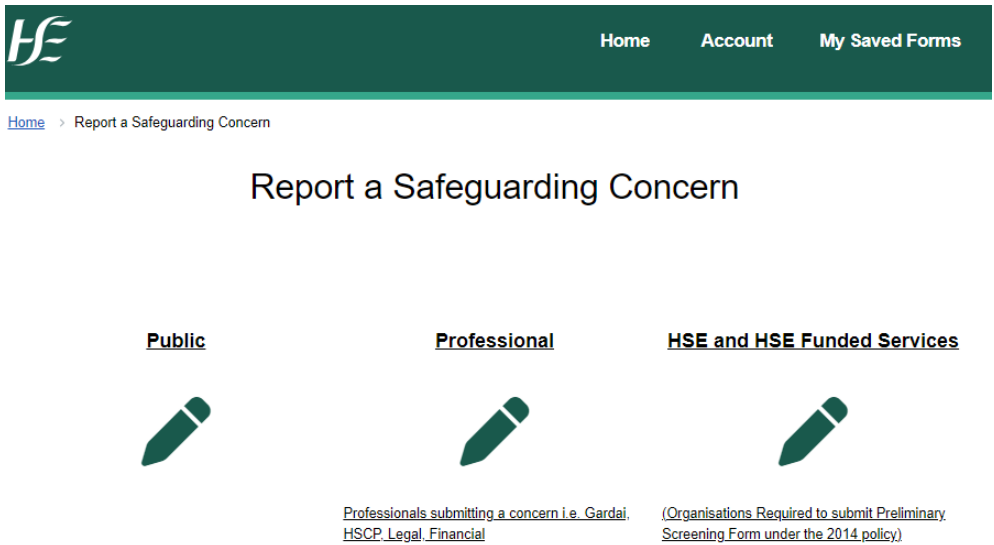 HSE
Home Account My Saved Forms
Home > Report a Safeguarding Concern
Report a Safeguarding Concern
Public Professional HSE and HSE Funded Services
Professionals submitting a concern i.e. Gardai,
HSCP, Legal, Financial
(Organisations Required to submit Preliminary
Screening Form under the 2014 policy)